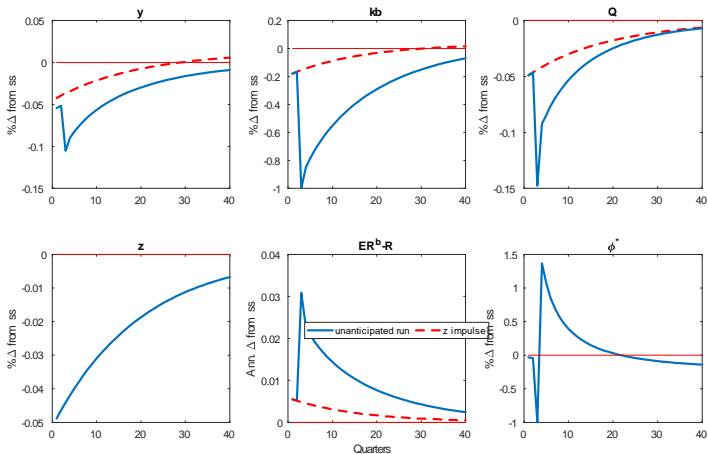 y
kb
Q
0.05
0
-0.05
-0.1
-0.15
% Δ from ss
0 10 20 30 40
0.2
0
-0.2
-0.4
-0.6
-0.8
-1
% Δ from ss
0 10 20 30 40
0
-0.05
-0.1
-0.15
% Δ from ss
0 10 20 30 40
z
ER^b-R
ϕ*
0
-0.01
-0.02
-0.03
-0.04
-0.05
% Δ from ss
0 10 20 30 40
0.04
0.03
0.02
0.01
0
Ann. Δ from ss
unanticipated run
z impulse
0 10 20 30 40
Quarters
1.5
1
0.5
0
-0.5
-1
% Δ from ss
0 10 20 30 40